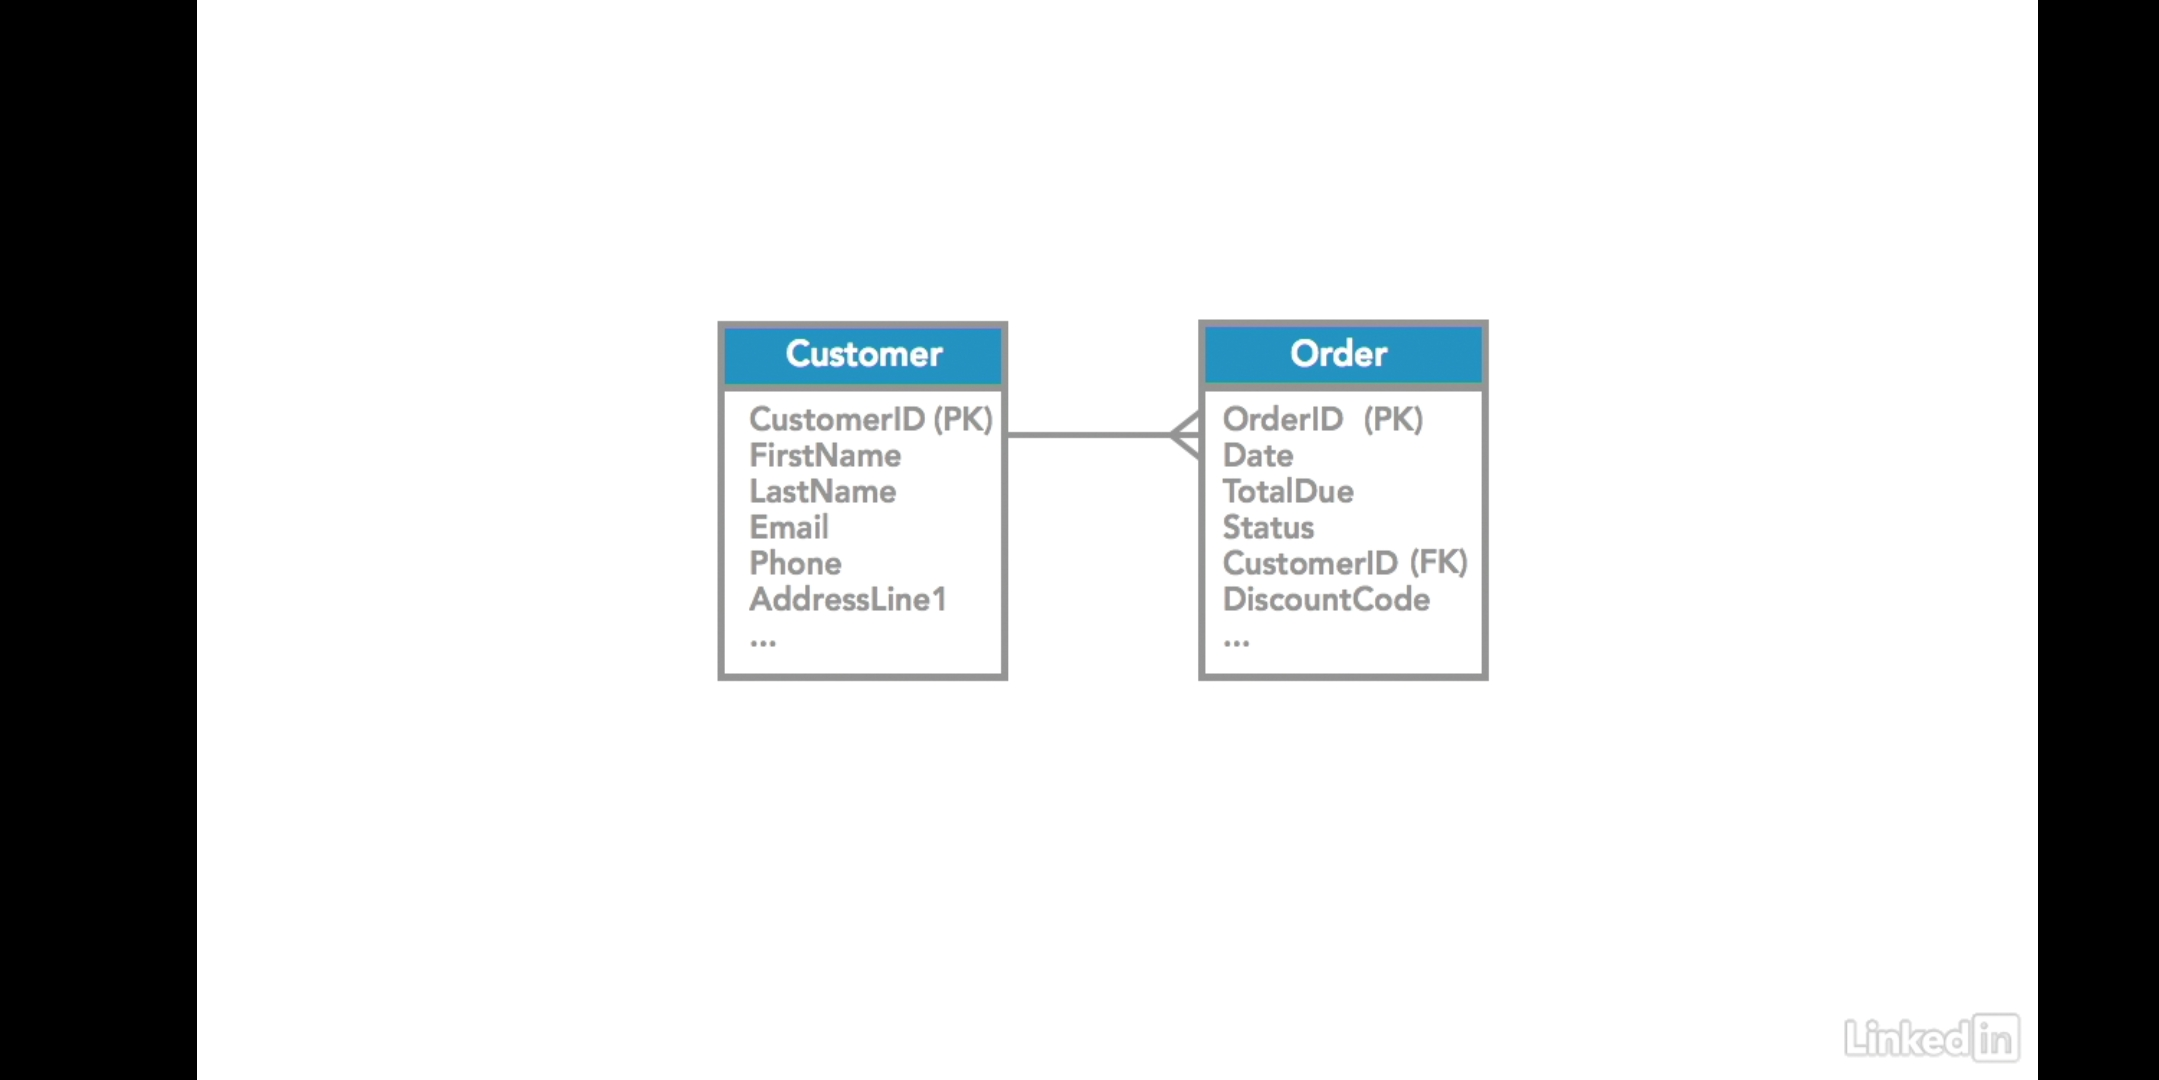 Customer
CustomerID (PK)
FirstName
LastName
Email
Phone
AddressLine1
...
Order
OrderID (PK)
Date
TotalDue
Status
CustomerID (FK)
DiscountCode
...
LinkedIn